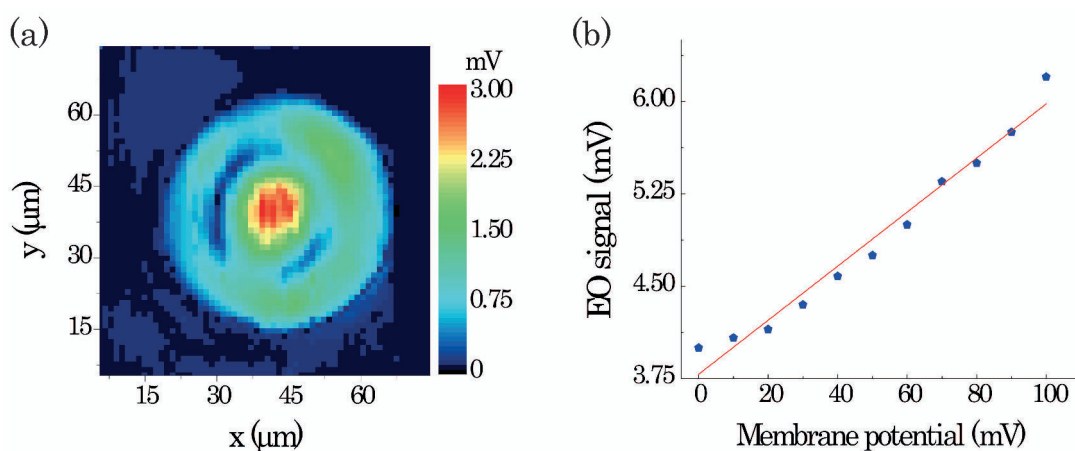 (a)
mV
3.00
2.25
1.50
0.75
0
60
45
30
15
y (μm)
15 30 45 60
x (μm)
(b)
6.00
5.25
4.50
3.75
EO signal (mV)
0 20 40 60 80 100
Membrane potential (mV)